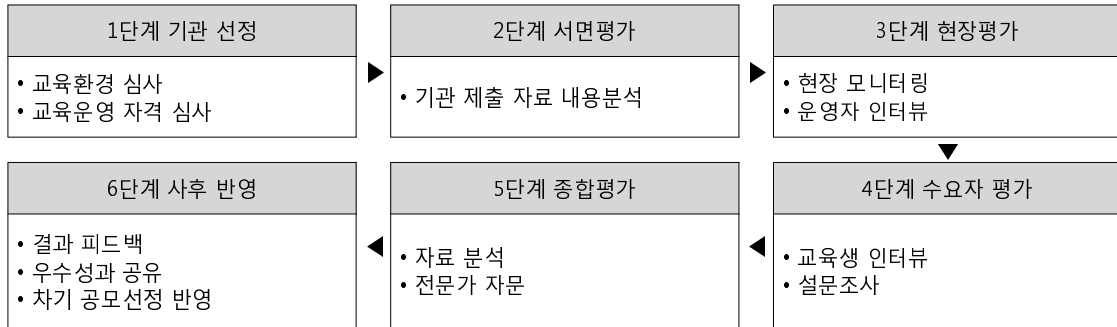 1단계 기관 선정
• 교육환경 심사
• 교육운영 자격 심사
2단계 서면평가
• 기관 제출 자료 내용분석
3단계 현장평가
• 현장 모니터링
• 운영자 인터뷰
4단계 수요자 평가
• 교육생 인터뷰
• 설문조사
5단계 종합평가
• 자료 분석
• 전문가 자문
6단계 사후 반영
• 결과 피드백
• 우수성과 공유
• 차기 공모선정 반영